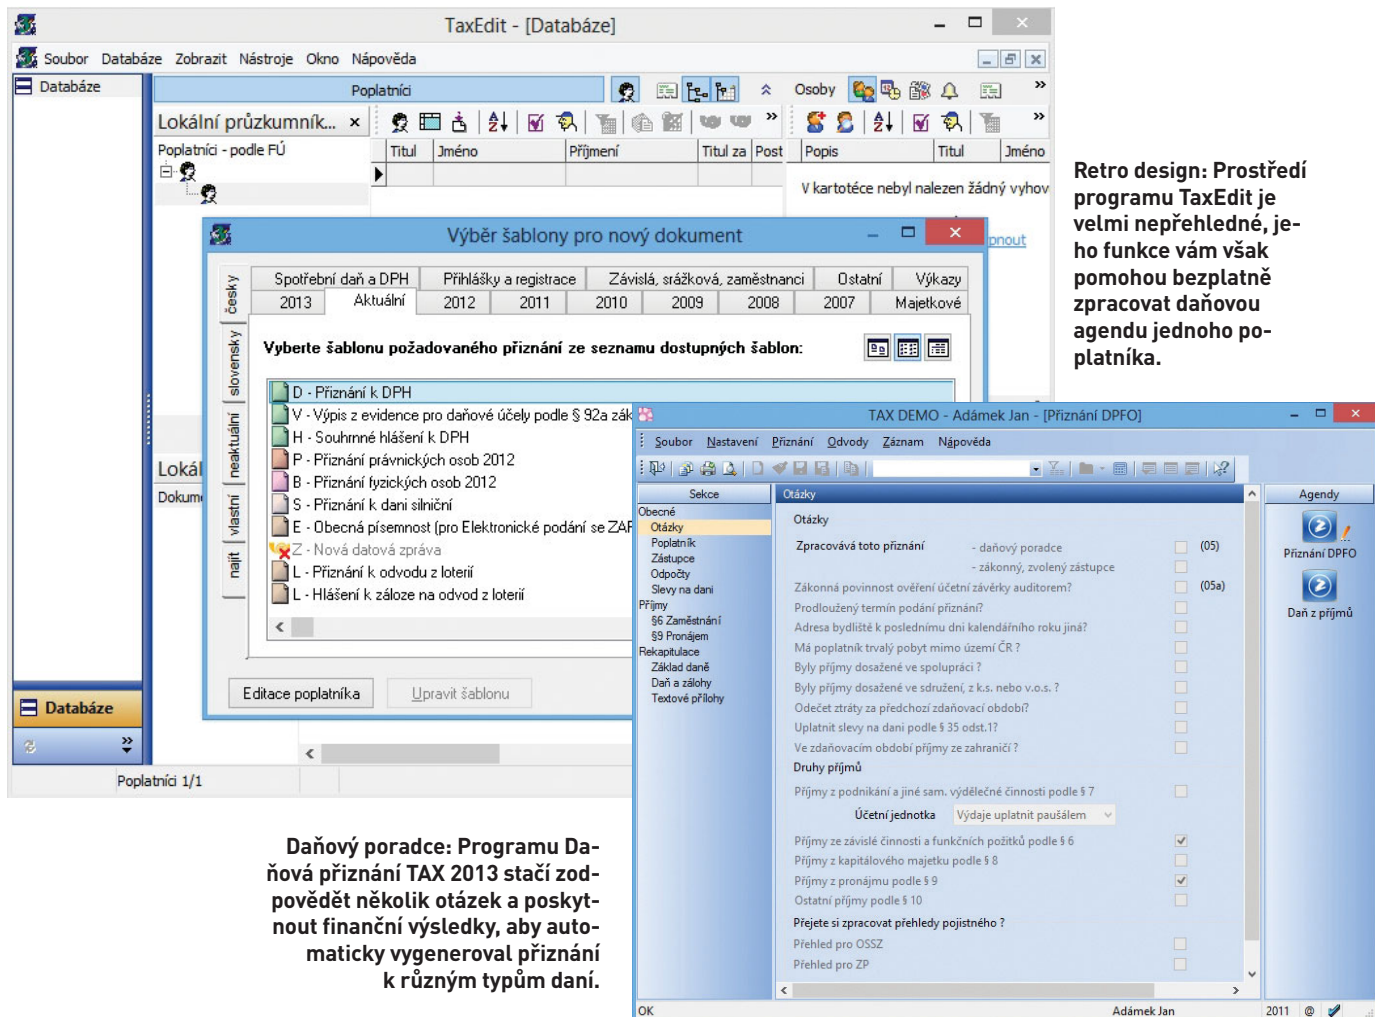 TaxEdit - [Databáze]
Soubor Databáze Zobrazit Nástroje Okno Nápověda
Databáze
Poplatníci
Osoby
Lokální průzkumník...
Poplatníci - podle FÚ
Titul Jméno Příjmení Titul za Post
Popis Titul Jméno
V kartotéce nebyl nalezen žádný vyhov
pnout
Lokál
Dokume
Databáze
Poplatníci 1/1
Výběr šablony pro nový dokument
česky
slovensky
neaktuální
vlastní
najít
Spotřební daň a DPH Přihlášky a registrace Závislá, srážková, zaměstnanci Ostatní Výkazy
2013 Aktuální 2012 2011 2010 2009 2008 2007 Majetkové
Vyberte šablonu požadovaného přiznání ze seznamu dostupných šablon:
D - Přiznání k DPH
V - Výpis z evidence pro daňové účely podle § 92a zák
H - Souhrnné hlášení k DPH
P - Přiznání právnických osob 2012
B - Přiznání fyzických osob 2012
S - Přiznání k dani silniční
E - Obecná písemnost (pro Elektronické podání se ZAR
Z - Nová datová zpráva
L - Přiznání k odvodu z loterií
L - Hlášení k záloze na odvod z loterií
Editace poplatníka Upravit šablonu
Retro design: Prostředí
programu TaxEdit je
velmi nepřehledné, je-
ho funkce vám však
pomohou bezplatně
zpracovat daňovou
agendu jednoho po-
platníka.
TAX DEMO - Adámek Jan - [Přiznání DPFO]
Soubor Nastavení Přiznání Odvody Záznam Nápověda
Sekce
Obecné
Otázky
Poplatník
Zástupce
Odpočty
Slevy na dani
Příjmy
§6 Zaměstnání
§9 Pronájem
Rekapitulace
Základ daně
Daň a zálohy
Textové přílohy
Otázky
Otázky
Zpracovává toto přiznání - daňový poradce (05)
- zákonný, zvolený zástupce
Zákonná povinnost ověření účetní závěrky auditorem? (05a)
Prodloužený termín podání přiznání?
Adresa bydliště k poslednímu dni kalendářního roku jiná?
Má poplatník trvalý pobyt mimo území ČR ?
Byly příjmy dosažené ve spolupráci ?
Byly příjmy dosažené ve sdružení, z k.s. nebo v.o.s. ?
Odečet ztráty za předchozí zdaňovací období?
Uplatnit slevy na dani podle § 35 odst.1?
Ve zdaňovacím období příjmy ze zahraničí ?
Druhy příjmů
Příjmy z podnikání a jiné sam. výdělečné činnosti podle § 7
Účetní jednotka Výdaje uplatnit paušálem
Příjmy ze závislé činnosti a funkčních požitků podle § 6
Příjmy z kapitálového majetku podle § 8
Příjmy z pronájmu podle § 9
Ostatní příjmy podle § 10
Přejete si zpracovat přehledy pojistného ?
Přehled pro OSSZ
Přehled pro ZP
Agendy
Přiznání DPFO
Daň z příjmů
OK Adámek Jan 2011 @
Daňový poradce: Programu Da-
ňová přiznání TAX 2013 stačí zod-
povědět několik otázek a poskyt-
nout finanční výsledky, aby auto-
maticky vygeneroval přiznání
k různým typům daní.